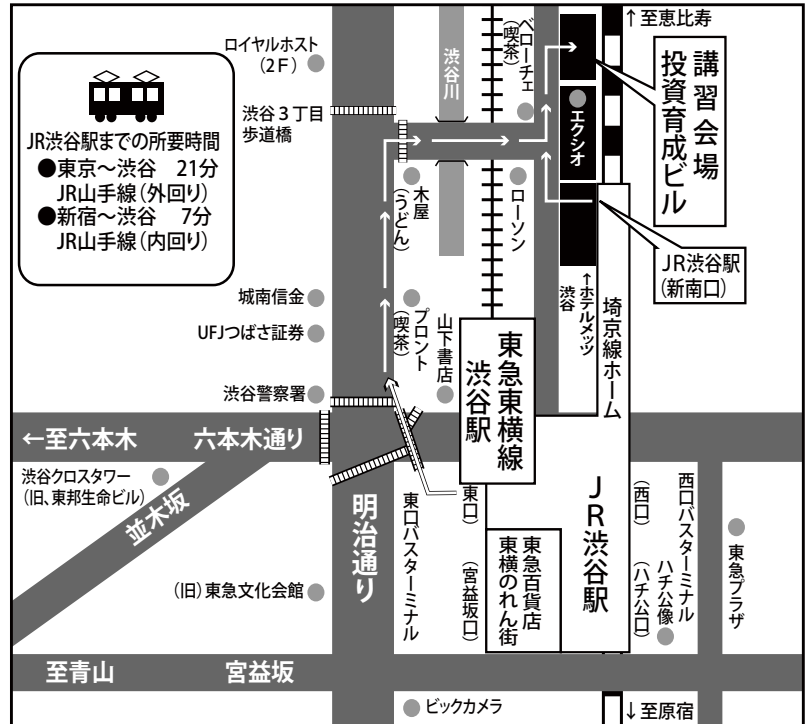 ↑至恵比寿
ロイヤルホスト
(2F)
渋谷3丁目
歩道橋
渋谷川
ベローチェ
(喫茶)
エクシオ
講習会場
投資育成ビル
JR渋谷駅までの所要時間
●東京〜渋谷 21分
JR山手線(外回り)
●新宿〜渋谷 7分
JR山手線(内回り)
木屋
(うどん)
ローソン
JR渋谷駅
(新南口)
↑ホテルメッツ
渋谷
城南信金
UFJつばさ証券
渋谷警察署
プロント
(喫茶)
山下書店
東急東横線
渋谷駅
埼京線ホーム
←至六本木 六本木通り
渋谷クロスタワー
(旧、東邦生命ビル)
並木坂
明治通り
東口バスターミナル
(東口)
(宮益坂口)
東急百貨店
東横のれん街
JR渋谷駅
(西口)
(ハチ公口)
西口バスターミナル
ハチ公像
東急プラザ
(旧)東急文化会館
至青山 宮益坂
ビックカメラ
↓至原宿